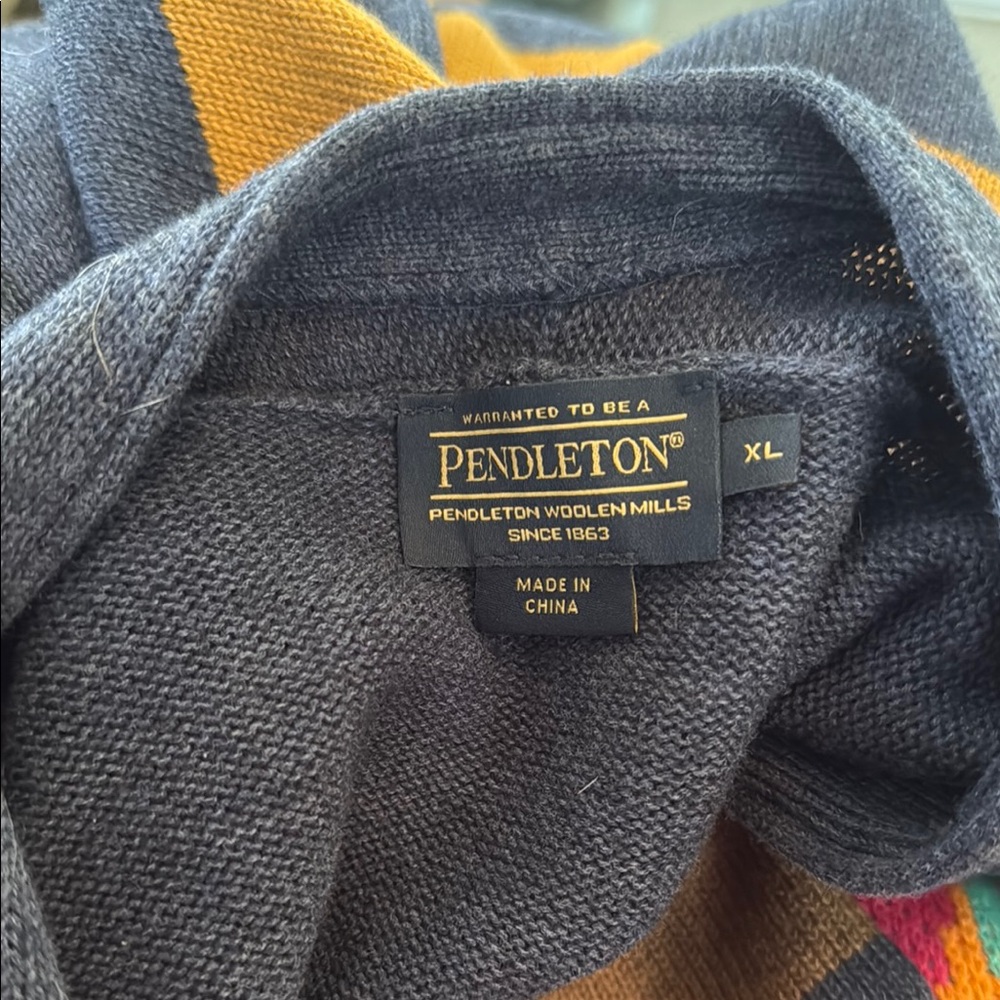 WARRANTED TO BE A
PENDLETON®
PENDLETON WOOLEN MILLS
SINCE 1863
XL
MADE IN
CHINA